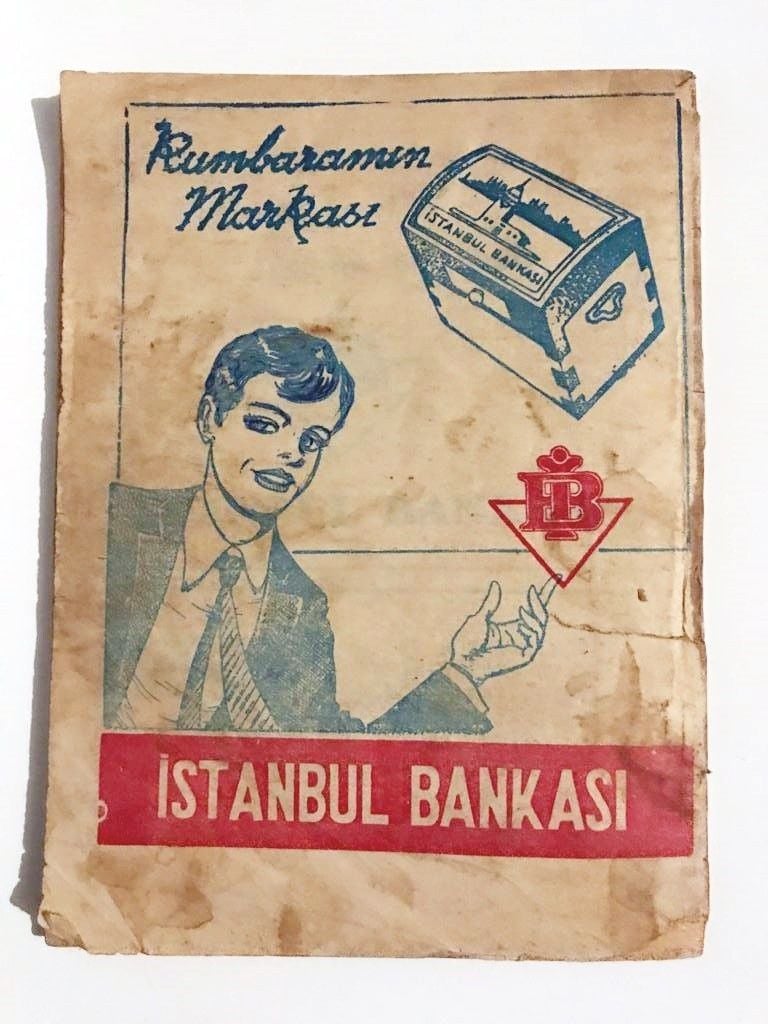 Kumbaramın
Markası
İSTANBUL BANKASI
İB
İSTANBUL BANKASI